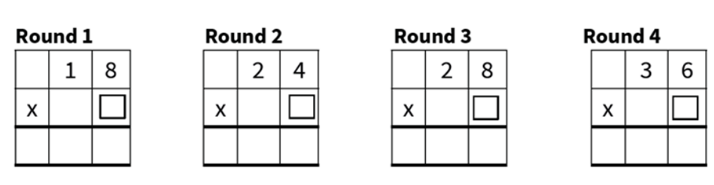 Round 1 Round 2 Round 3 Round 4
1 8 2 4 2 8 3 6
x x x x